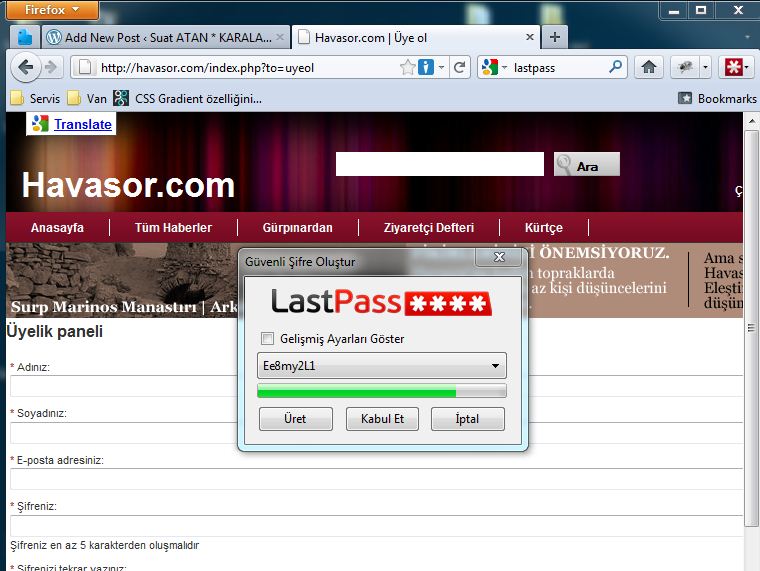 Firefox
Add New Post ‹ Suat ATAN * KARALA...
Havasor.com | Üye ol
http://havasor.com/index.php?to=uyeol
lastpass
Servis
Van
CSS Gradient özelliğini...
Bookmarks
Translate
Havasor.com
Ara
Anasayfa
Tüm Haberler
Gürpınardan
Ziyaretçi Defteri
Kürtçe
ÖNEMSİYORUZ.
topraklarda
az kişi düşüncelerini
Ama s
Havas
Eleşti
düşün
Surp Marinos Manastırı | Ark
Üyelik paneli
* Adınız:
* Soyadınız:
* E-posta adresiniz:
* Şifreniz:
Şifreniz en az 5 karakterden oluşmalıdır
* Şifrenizi tekrar yazınız:
Güvenli Şifre Oluştur
LastPass ****
Gelişmiş Ayarları Göster
Ee8my2L1
Üret
Kabul Et
İptal